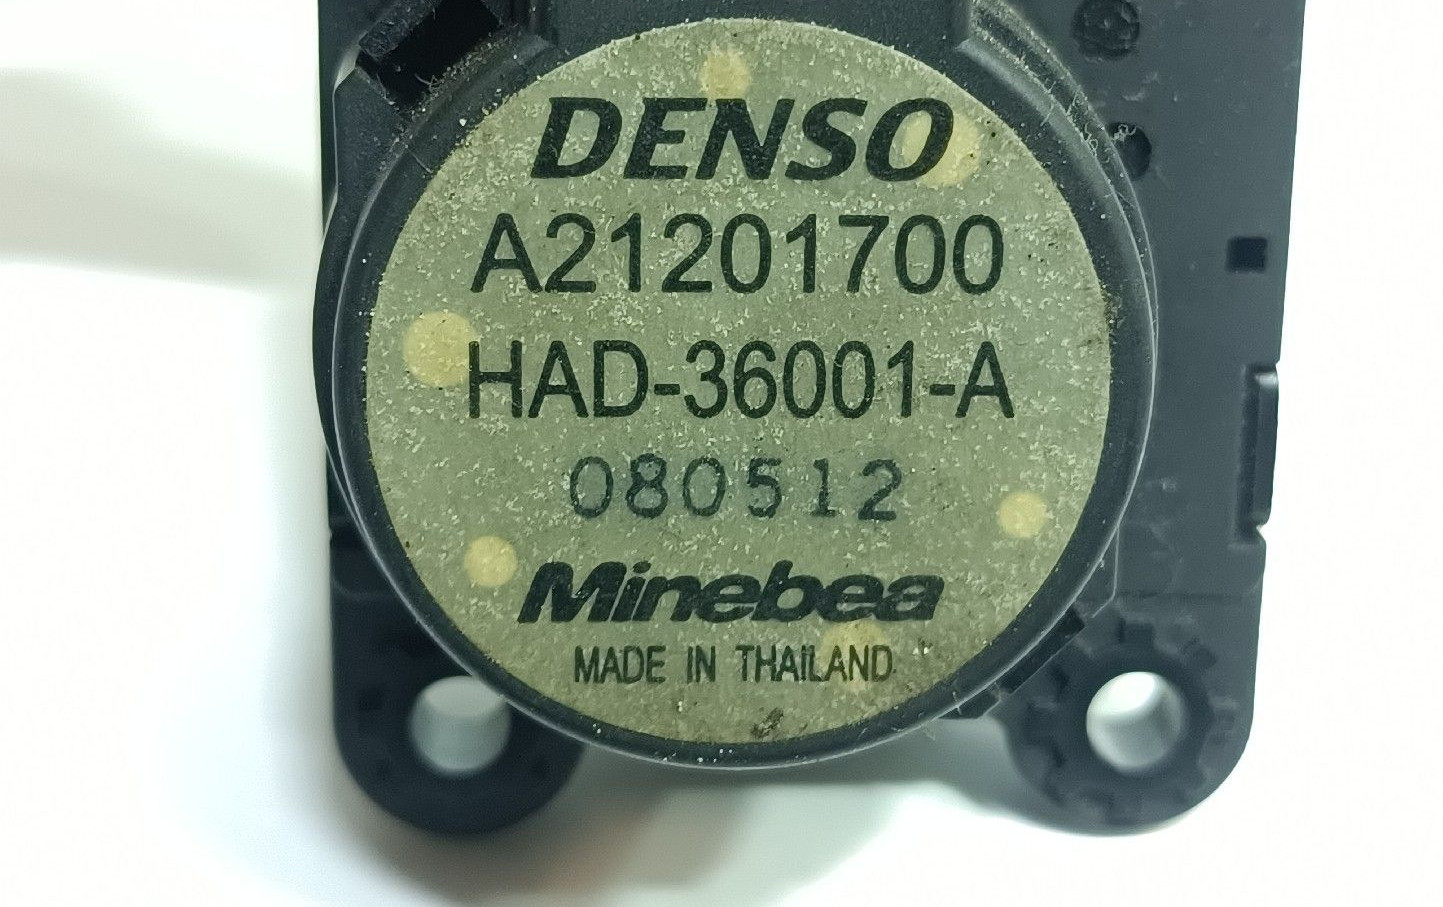 DENSO
A21201700
HAD-36001-A
080512
Minebea
MADE IN THAILAND